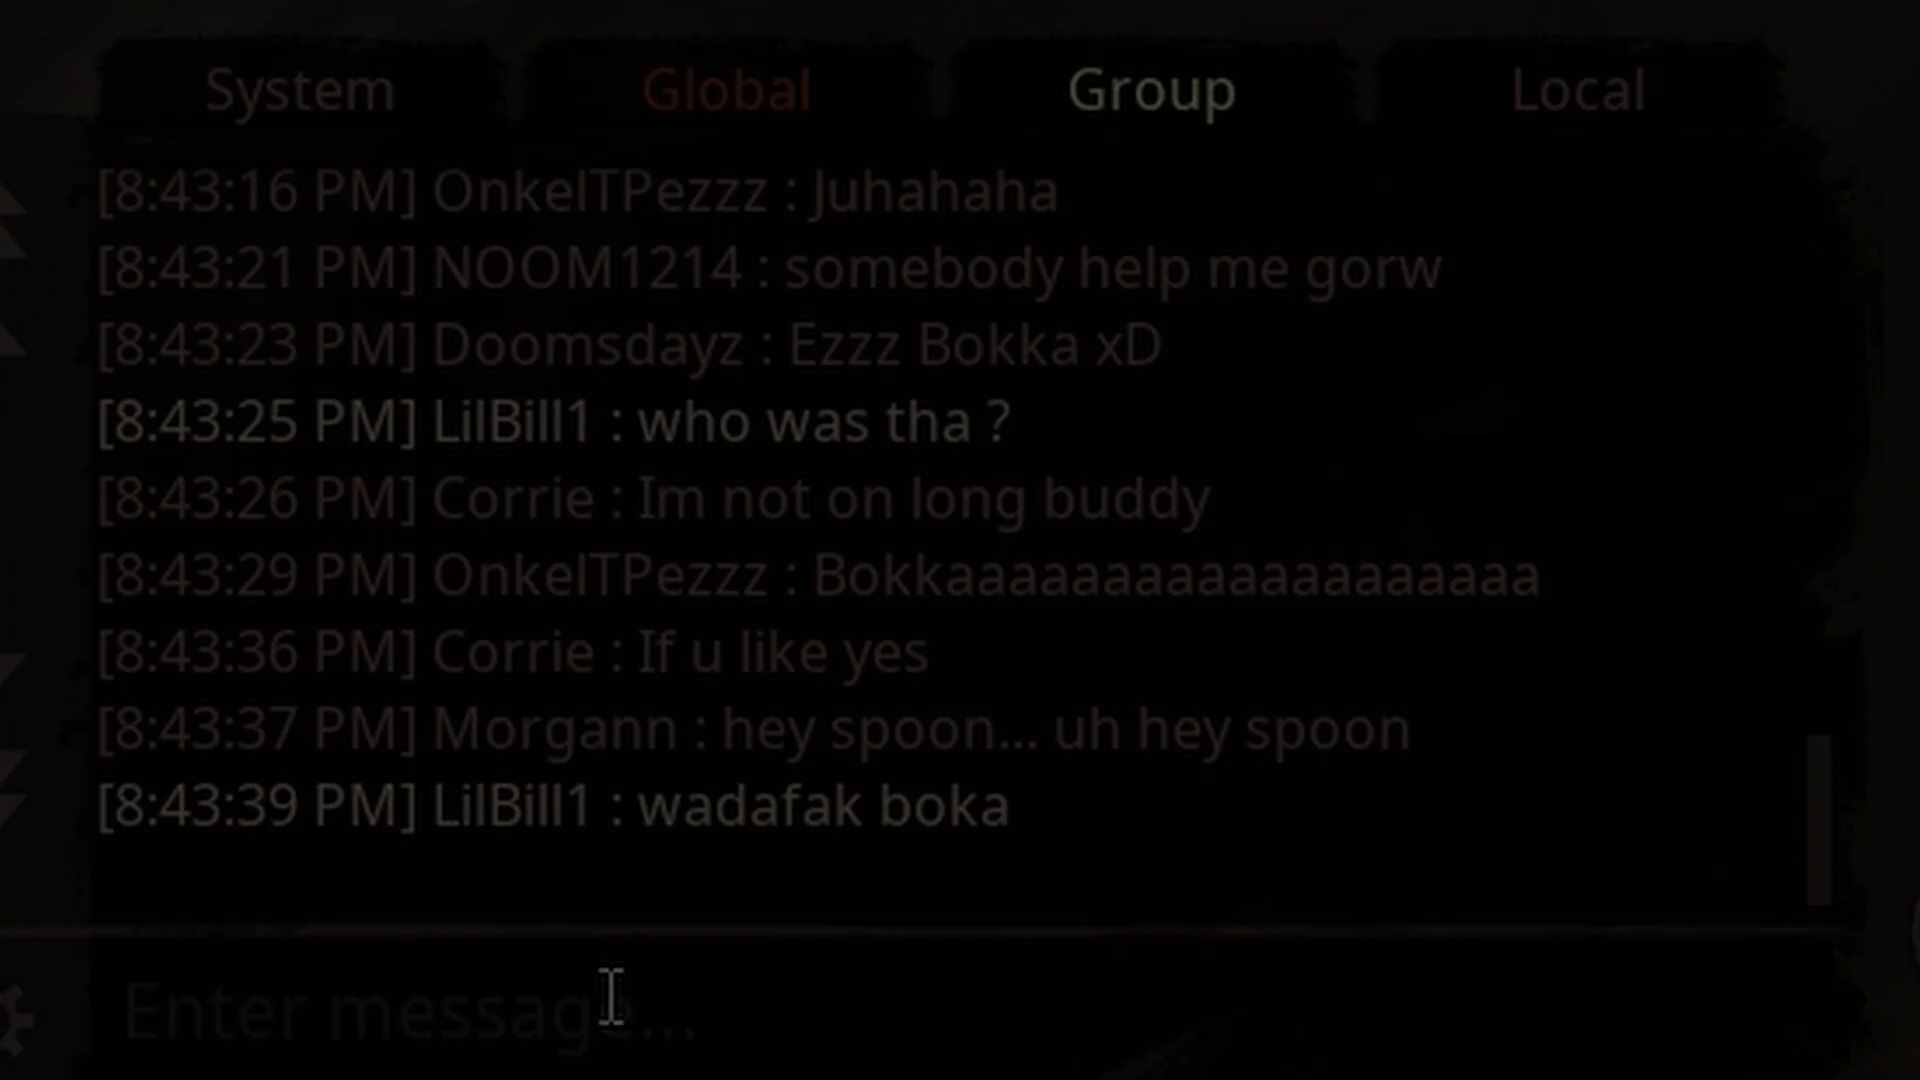 System Global Group Local
[8:43:16 PM] OnkelTPezzz : Juhahaha
[8:43:21 PM] NOOM1214 : somebody help me gorw
[8:43:23 PM] Doomsdayz : Ezzz Bokka xD
[8:43:25 PM] LilBill1 : who was tha ?
[8:43:26 PM] Corrie : Im not on long buddy
[8:43:29 PM] OnkelTPezzz : Bokkaaaaaaaaaaaaaaaaaaa
[8:43:36 PM] Corrie : If u like yes
[8:43:37 PM] Morgann : hey spoon... uh hey spoon
[8:43:39 PM] LilBill1 : wadafak boka
Enter message...